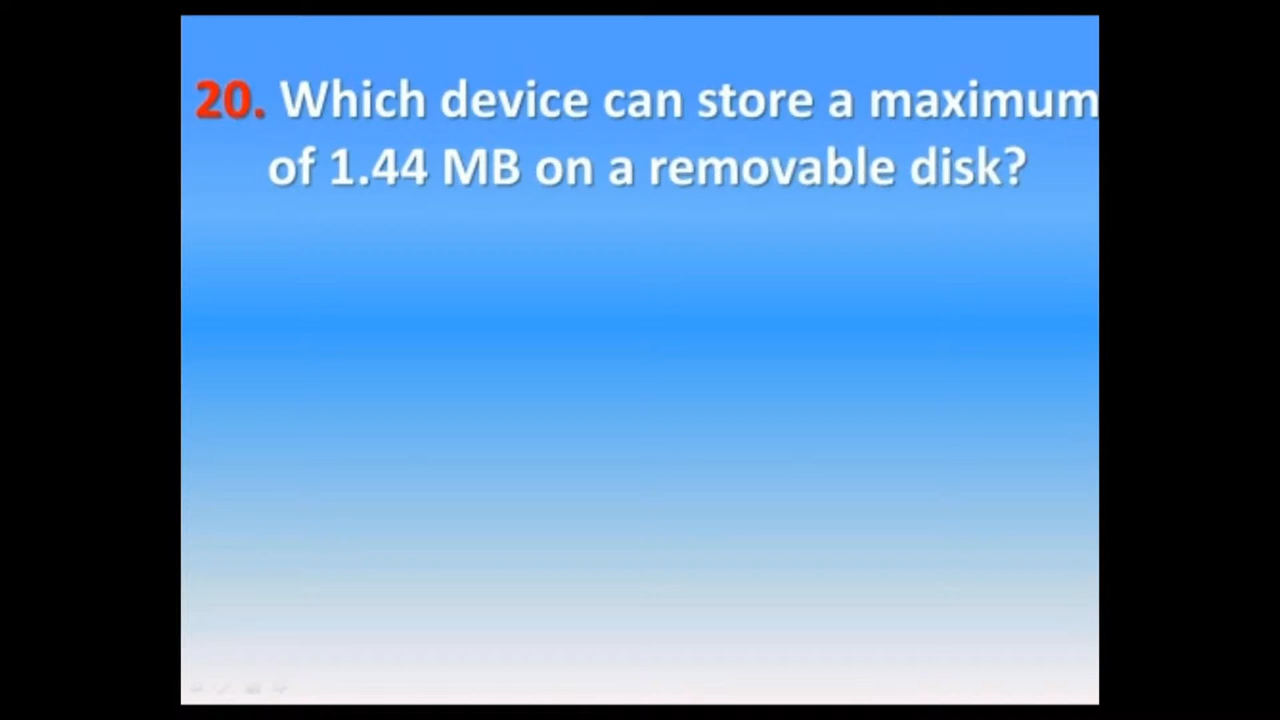 20. Which device can store a maximum
of 1.44 MB on a removable disk?